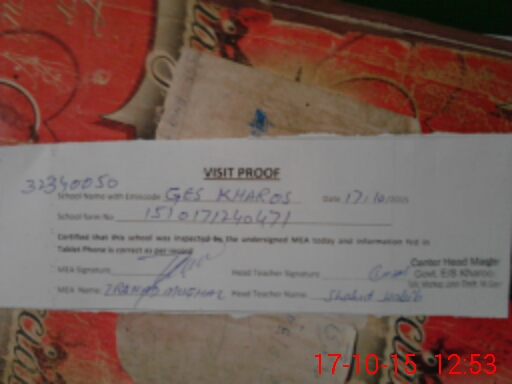 VISIT PROOF
32340050
School Name with Emiscode GES KHAROS Date 17/10/2015
School Sim No 151017124047/
Certified that this school was inspected by the undersigned MEA today and information fed in
Tablet Phone is correct as per record
MEA Signature Head Teacher Signature
Center Head Master
Govt. E/S Kharos
MEA Name Head Teacher Name Shahid Habib
17-10-15 12:53